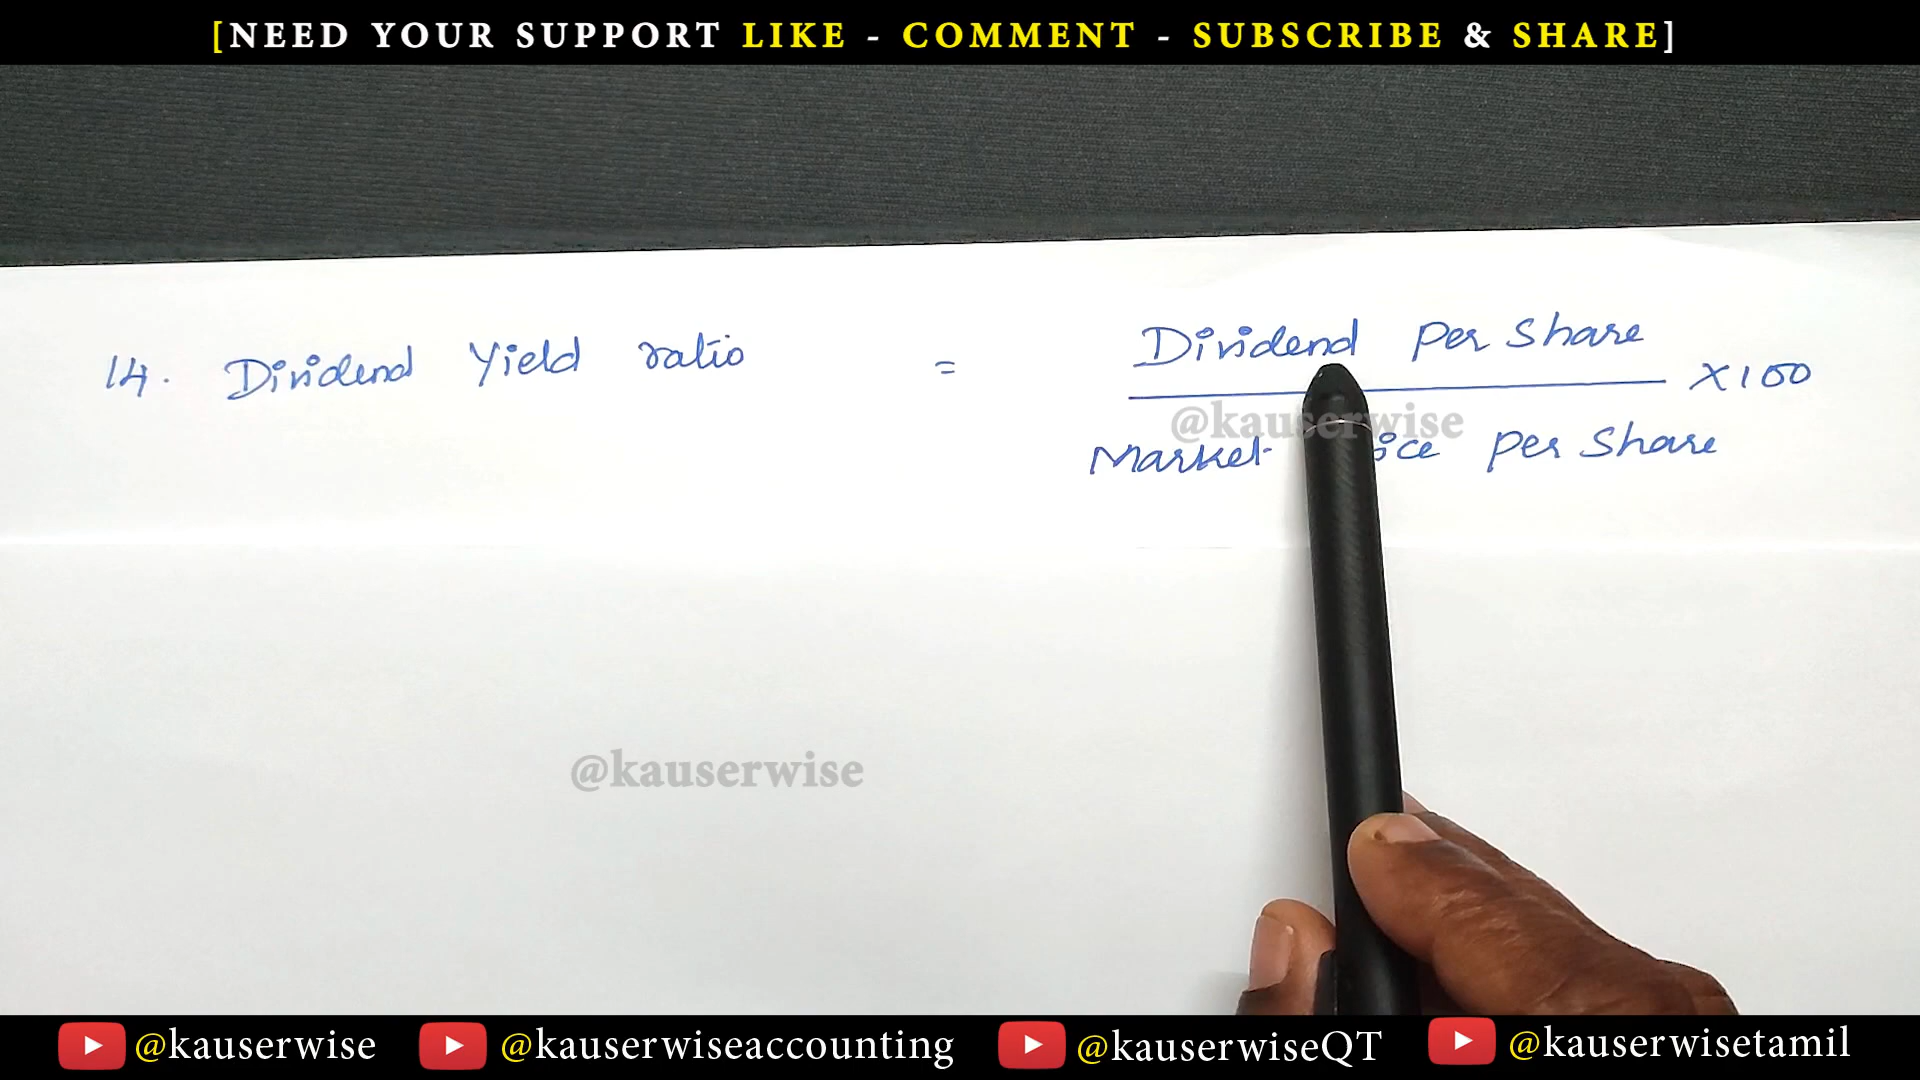 [NEED YOUR SUPPORT LIKE - COMMENT - SUBSCRIBE & SHARE]
14. Dividend Yield ratio = Dividend Per Share X100
@kauserwise
Market Per Share
@kauserwise
@kauserwise @kauserwiseaccounting @kauserwiseQT @kauserwisetamil